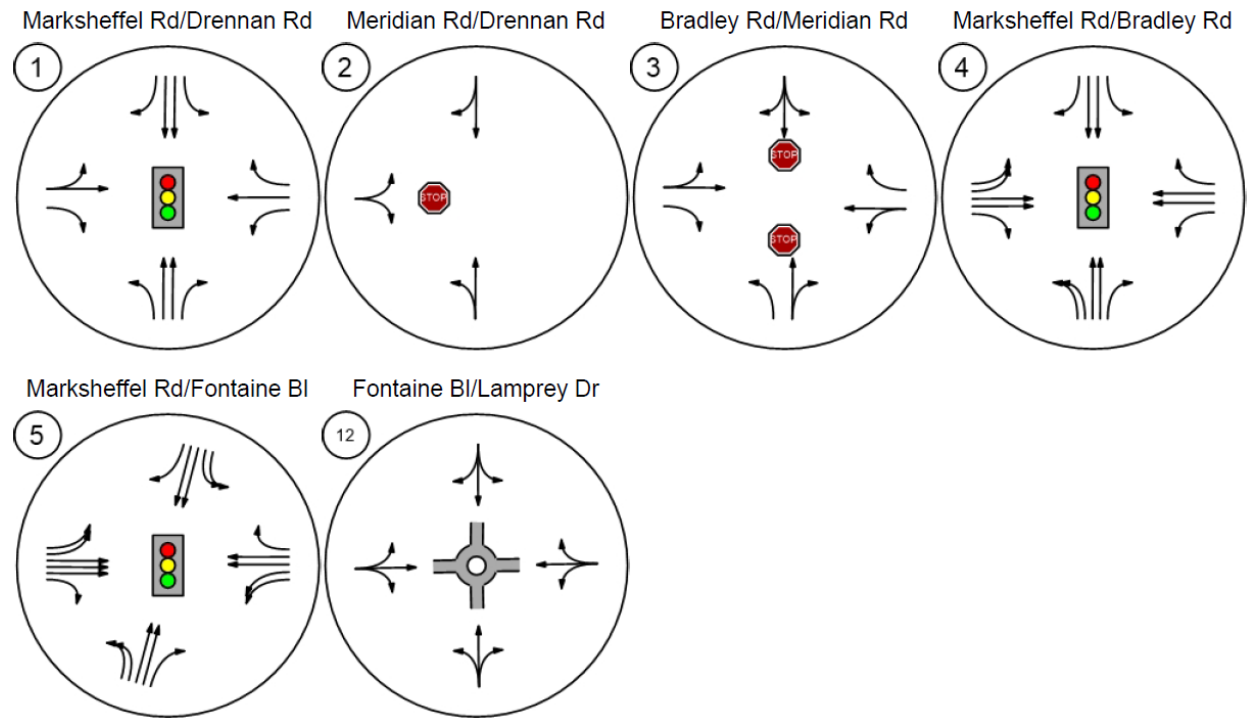 Marksheffel Rd/Drennan Rd
Meridian Rd/Drennan Rd
Bradley Rd/Meridian Rd
Marksheffel Rd/Bradley Rd
1
2
3
4
STOP
STOP
STOP
Marksheffel Rd/Fontaine Bl
Fontaine Bl/Lamprey Dr
5
12